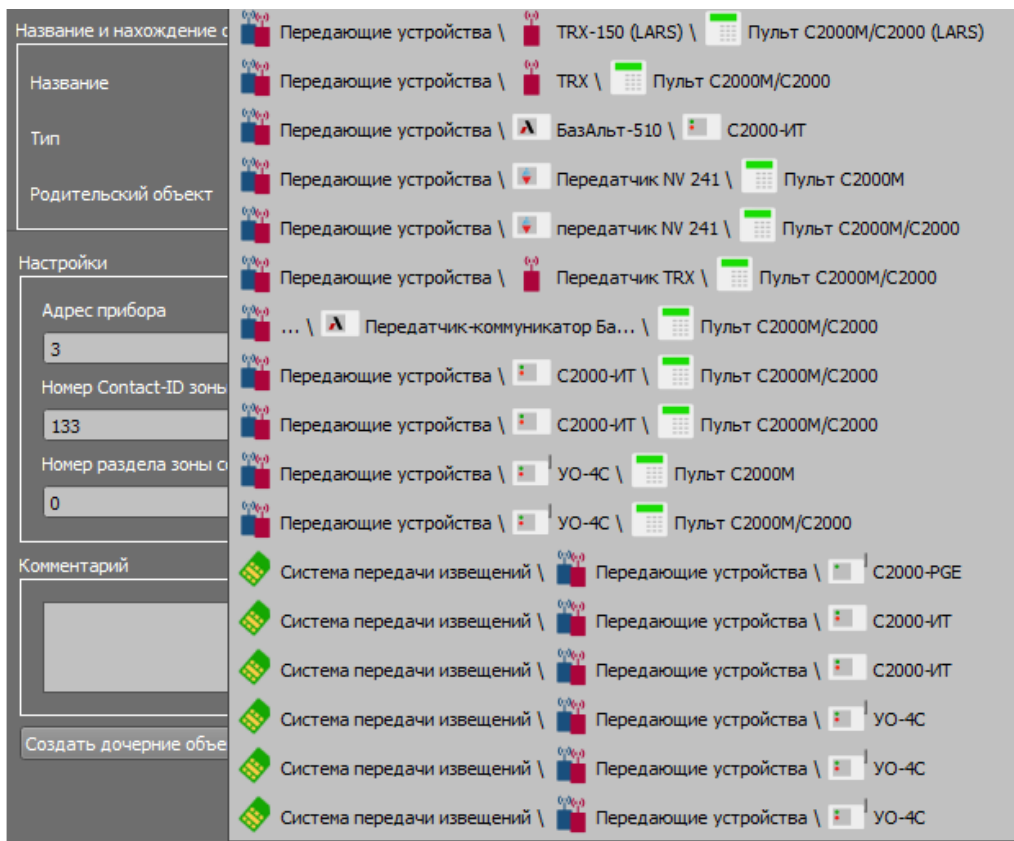 Название и нахождение с
Название
Тип
Родительский объект
Настройки
Адрес прибора
3
Номер Contact-ID зоны
133
Номер раздела зоны со
0
Комментарий
Создать дочерние объе
Передающие устройства \ TRX-150 (LARS) \ Пульт С2000М/С2000 (LARS)
Передающие устройства \ TRX \ Пульт С2000М/С2000
Передающие устройства \ БазАльт-510 \ С2000-ИТ
Передающие устройства \ Передатчик NV 241 \ Пульт С2000М
Передающие устройства \ передатчик NV 241 \ Пульт С2000М/С2000
Передающие устройства \ Передатчик TRX \ Пульт С2000М/С2000
... \ Передатчик-коммуникатор Ба... \ Пульт С2000М/С2000
Передающие устройства \ С2000-ИТ \ Пульт С2000М/С2000
Передающие устройства \ С2000-ИТ \ Пульт С2000М/С2000
Передающие устройства \ УО-4С \ Пульт С2000М
Передающие устройства \ УО-4С \ Пульт С2000М/С2000
Система передачи извещений \ Передающие устройства \ С2000-PGE
Система передачи извещений \ Передающие устройства \ С2000-ИТ
Система передачи извещений \ Передающие устройства \ С2000-ИТ
Система передачи извещений \ Передающие устройства \ УО-4С
Система передачи извещений \ Передающие устройства \ УО-4С
Система передачи извещений \ Передающие устройства \ УО-4С